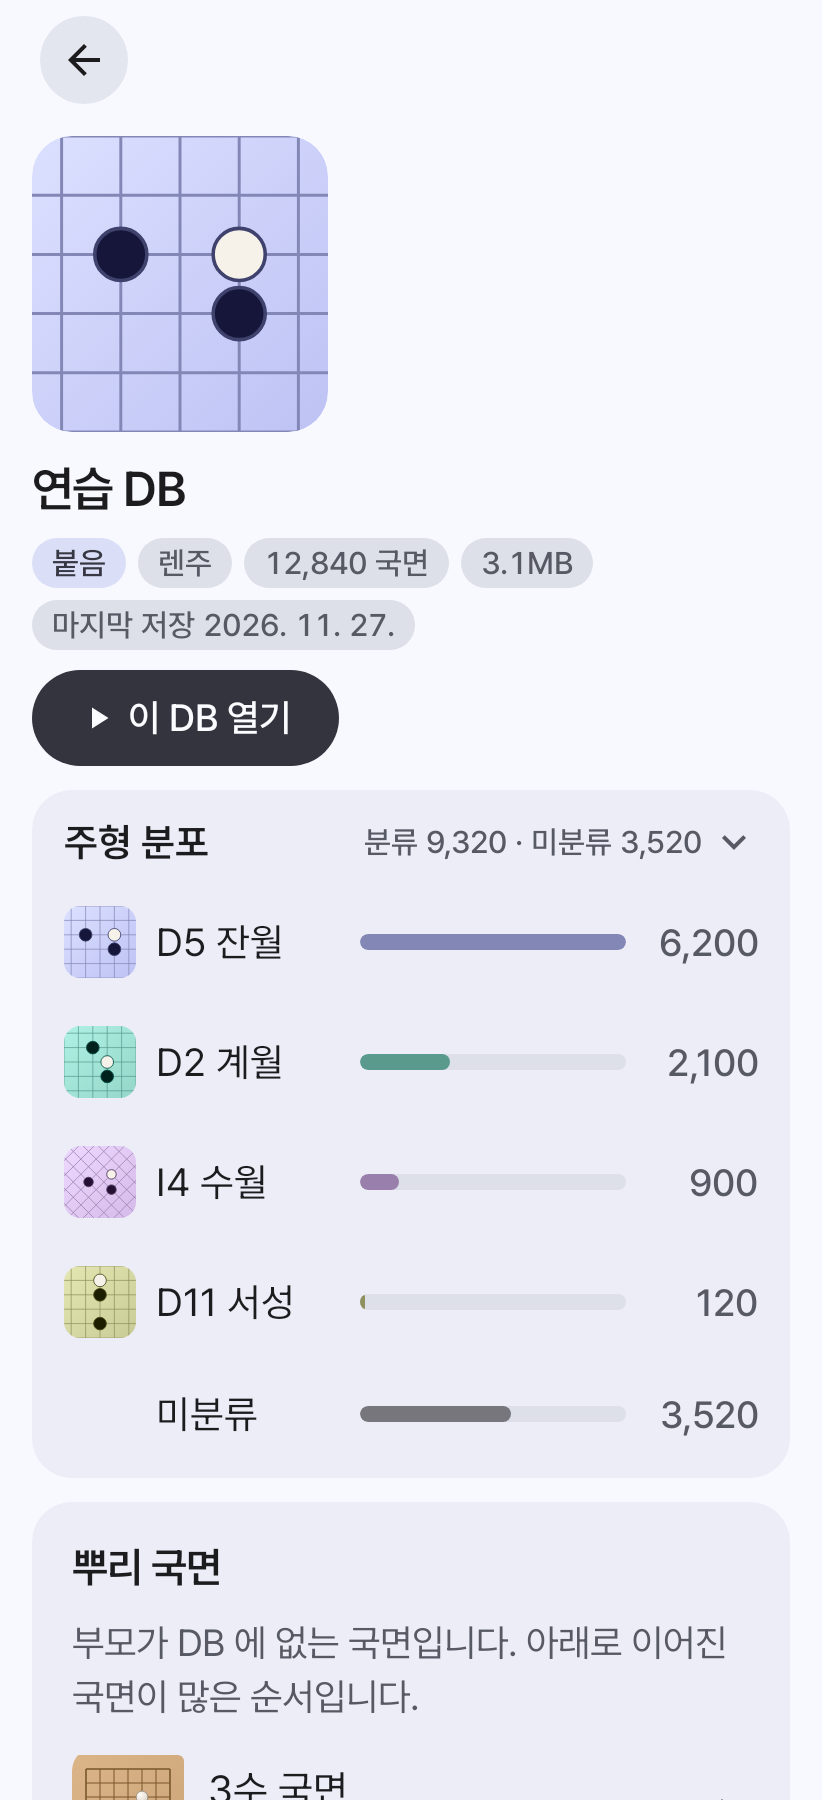 연습 DB
붙음 렌주 12,840 국면 3.1MB
마지막 저장 2026. 11. 27.
이 DB 열기
주형 분포 분류 9,320 · 미분류 3,520
D5 잔월 6,200
D2 계월 2,100
I4 수월 900
D11 서성 120
미분류 3,520
뿌리 국면
부모가 DB 에 없는 국면입니다. 아래로 이어진
국면이 많은 순서입니다.
3수 국면